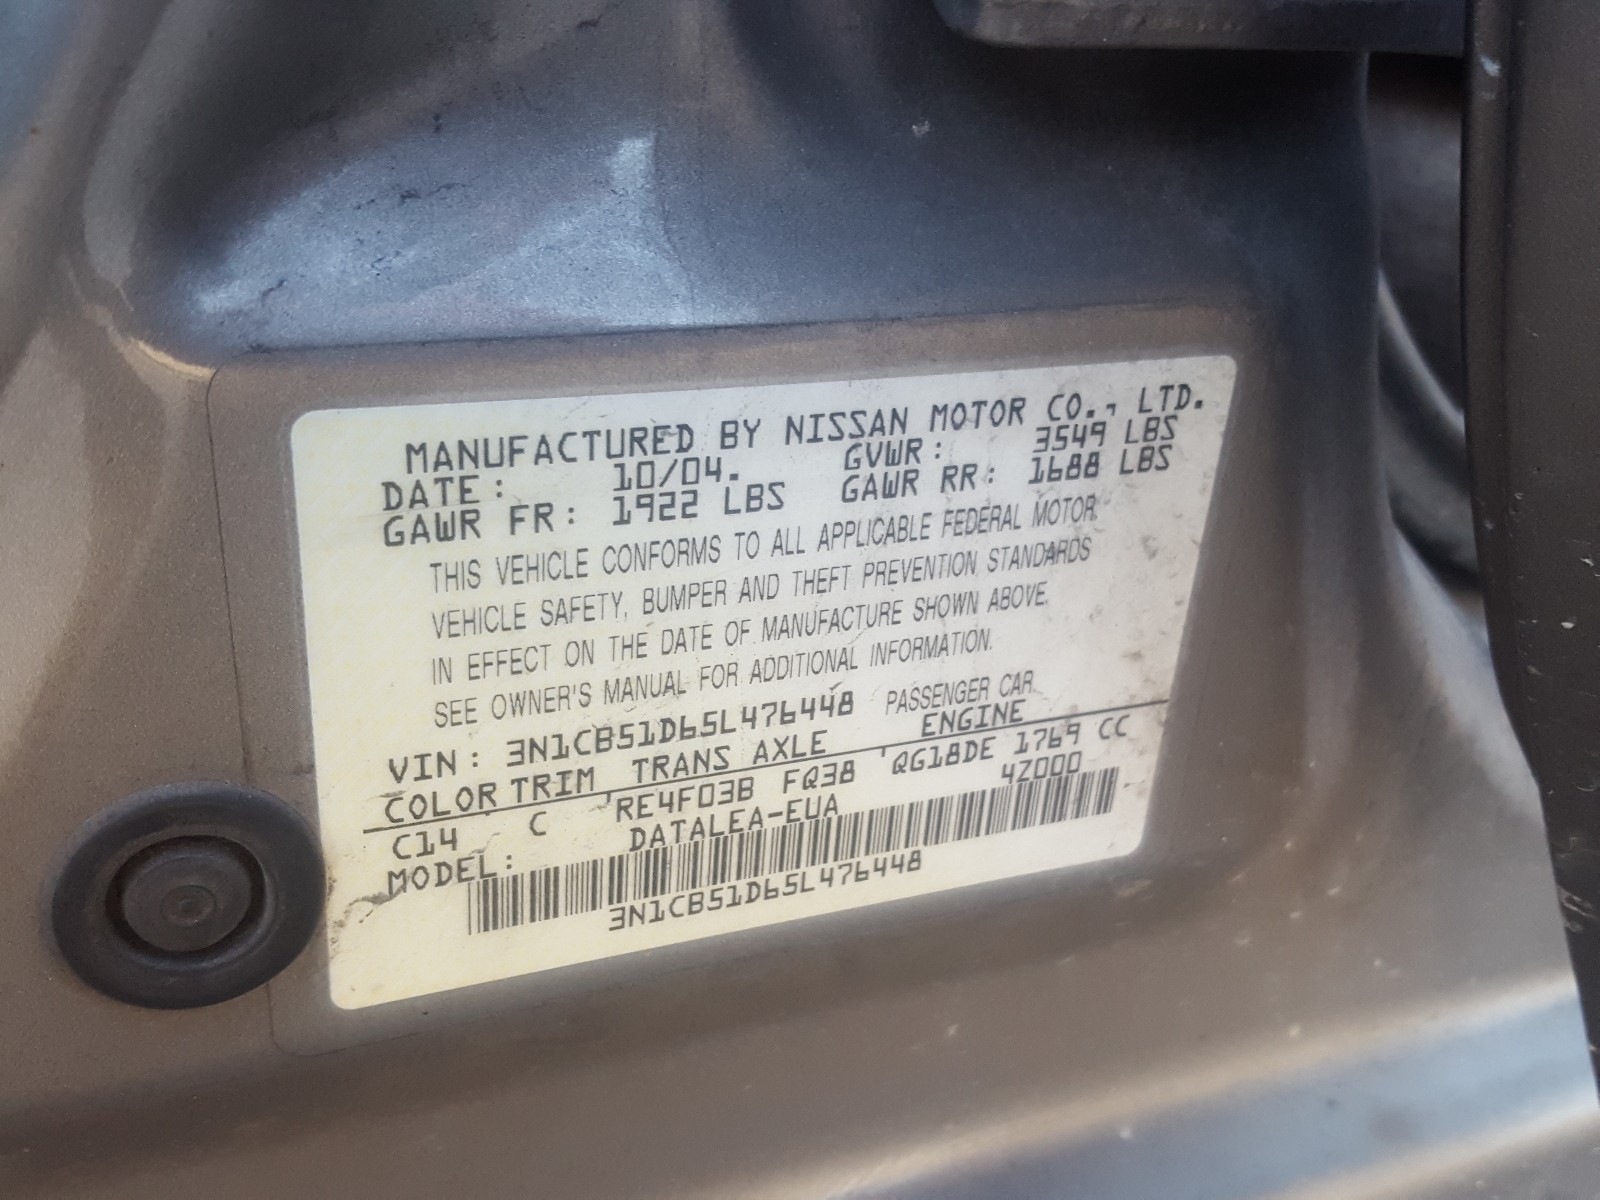 MANUFACTURED BY NISSAN MOTOR CO., LTD.
DATE: 10/04. GVWR: 3549 LBS
GAWR FR: 1922 LBS GAWR RR: 1688 LBS
THIS VEHICLE CONFORMS TO ALL APPLICABLE FEDERAL MOTOR
VEHICLE SAFETY, BUMPER AND THEFT PREVENTION STANDARDS
IN EFFECT ON THE DATE OF MANUFACTURE SHOWN ABOVE.
SEE OWNER'S MANUAL FOR ADDITIONAL INFORMATION.
VIN: 3N1CB51D65L476448 PASSENGER CAR
COLOR TRIM TRANS AXLE ENGINE
C14 C RE4F03B FQ38 QG18DE 1769 CC
MODEL: DATALEA-EUA 4Z000
3N1CB51D65L476448